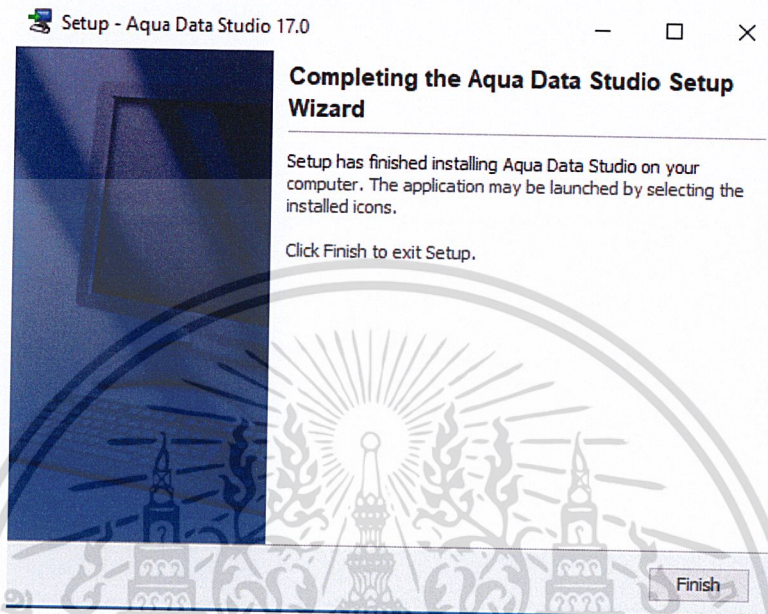 Setup - Aqua Data Studio 17.0
Completing the Aqua Data Studio Setup
Wizard
Setup has finished installing Aqua Data Studio on your
computer. The application may be launched by selecting the
installed icons.
Click Finish to exit Setup.
Finish